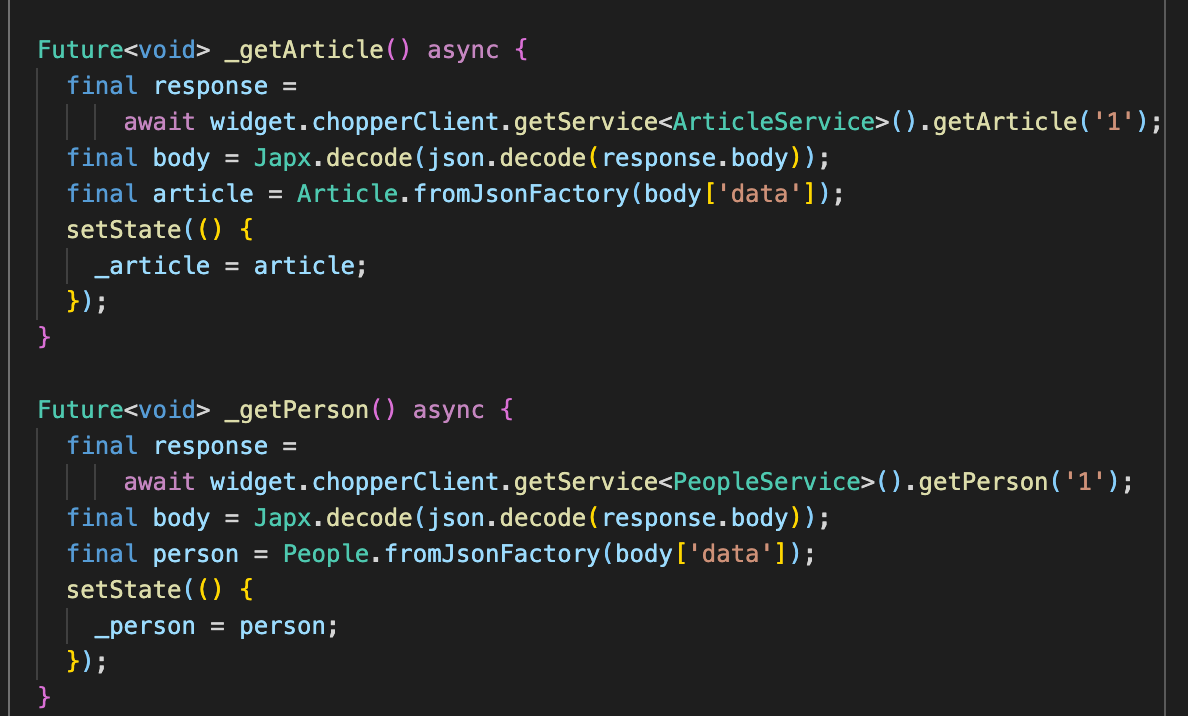 Future<void> _getArticle() async {
  final response =
      await widget.chopperClient.getService<ArticleService>().getArticle('1');
  final body = Japx.decode(json.decode(response.body));
  final article = Article.fromJsonFactory(body['data']);
  setState(() {
    _article = article;
  });
}

Future<void> _getPerson() async {
  final response =
      await widget.chopperClient.getService<PeopleService>().getPerson('1');
  final body = Japx.decode(json.decode(response.body));
  final person = People.fromJsonFactory(body['data']);
  setState(() {
    _person = person;
  });
}